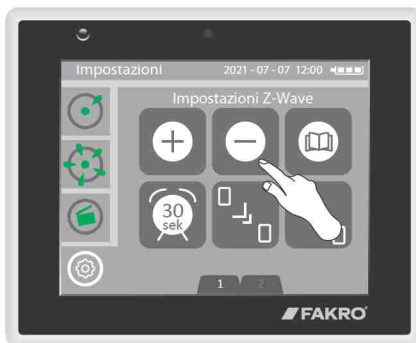 Impostazioni 2021-07-07 12:00
Impostazioni Z-Wave
30
sek
1 2
FAKRO